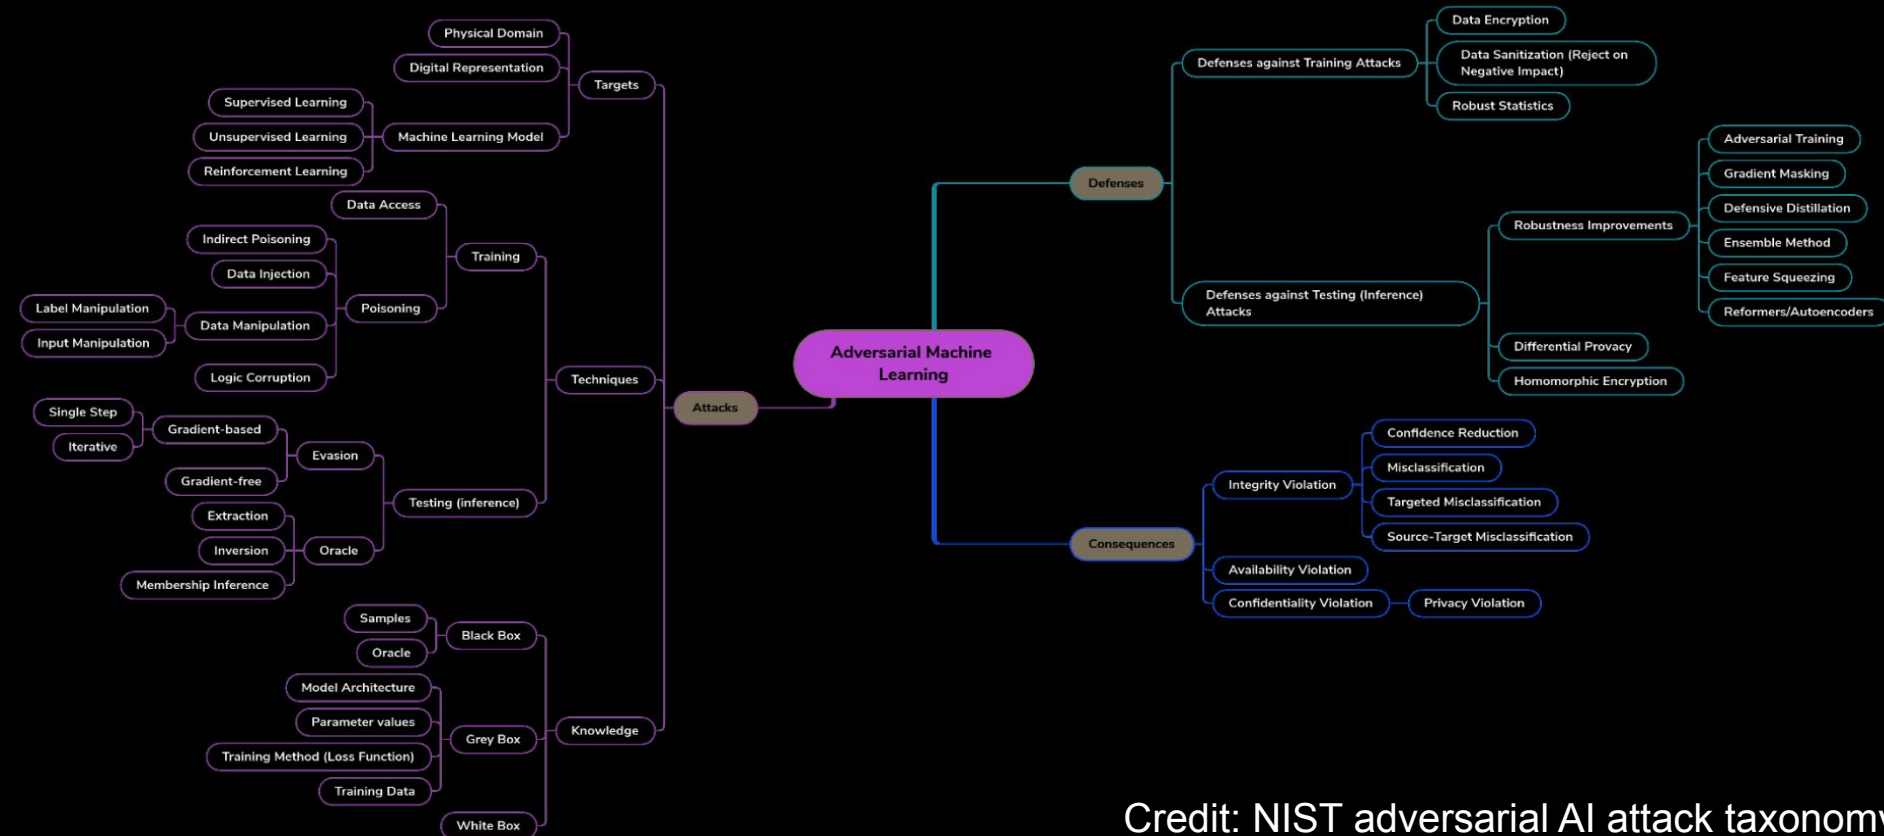 Physical Domain
Digital Representation
Targets
Supervised Learning
Unsupervised Learning
Machine Learning Model
Reinforcement Learning
Data Access
Indirect Poisoning
Training
Data Injection
Label Manipulation
Poisoning
Data Manipulation
Input Manipulation
Logic Corruption
Techniques
Single Step
Gradient-based
Iterative
Evasion
Gradient-free
Testing (inference)
Extraction
Inversion
Oracle
Membership Inference
Samples
Black Box
Oracle
Model Architecture
Parameter values
Grey Box
Knowledge
Training Method (Loss Function)
Training Data
White Box
Attacks
Adversarial Machine
Learning
Defenses
Defenses against Training Attacks
Data Encryption
Data Sanitization (Reject on
Negative Impact)
Robust Statistics
Defenses against Testing (Inference)
Attacks
Robustness Improvements
Adversarial Training
Gradient Masking
Defensive Distillation
Ensemble Method
Feature Squeezing
Reformers/Autoencoders
Differential Provacy
Homomorphic Encryption
Consequences
Integrity Violation
Confidence Reduction
Misclassification
Targeted Misclassification
Source-Target Misclassification
Availability Violation
Confidentiality Violation
Privacy Violation
Credit: NIST adversarial AI attack taxonomy